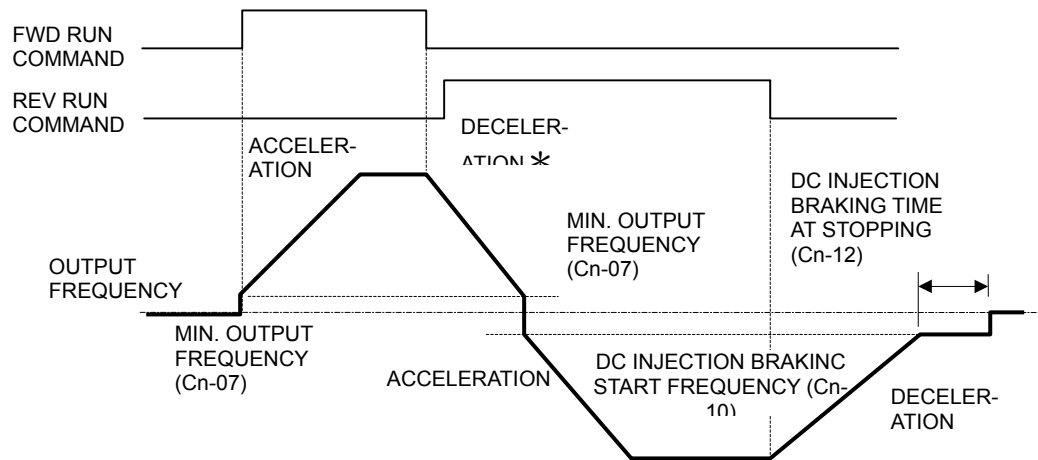 FWD RUN
COMMAND
REV RUN
COMMAND
ACCELER-
ATION
DECELER-
ATION *
DC INJECTION
BRAKING TIME
AT STOPPING
(Cn-12)
MIN. OUTPUT
FREQUENCY
(Cn-07)
OUTPUT
FREQUENCY
MIN. OUTPUT
FREQUENCY
(Cn-07)
ACCELERATION
DC INJECTION BRAKINC
START FREQUENCY (Cn-
10)
DECELER-
ATION